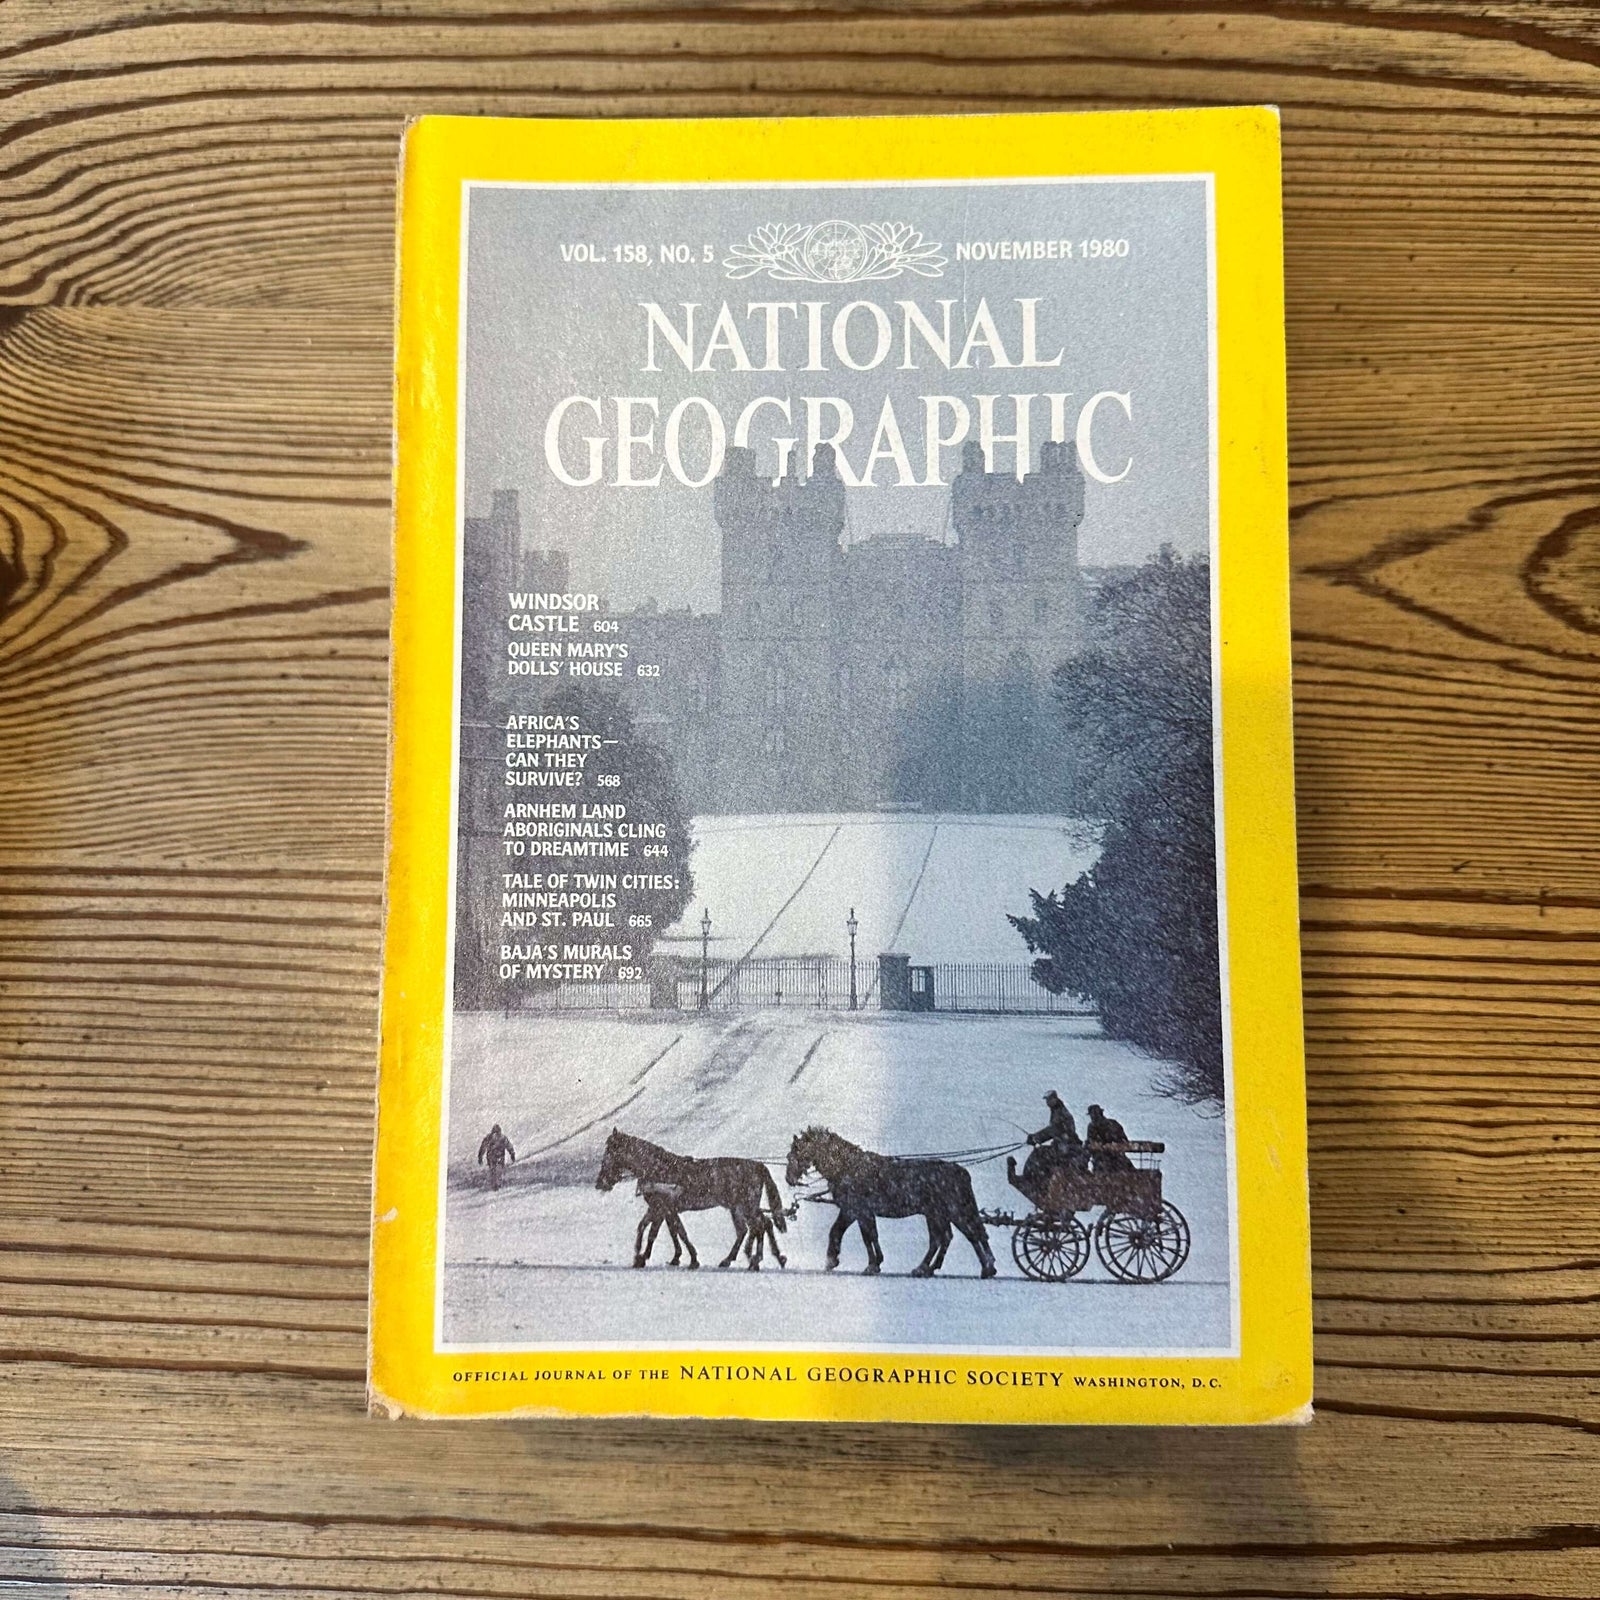 VOL. 158, NO. 5 NOVEMBER 1980
NATIONAL
GEOGRAPHIC
WINDSOR
CASTLE 604
QUEEN MARY'S
DOLLS' HOUSE 632
AFRICA'S
ELEPHANTS—
CAN THEY
SURVIVE? 568
ARNHEM LAND
ABORIGINALS CLING
TO DREAMTIME 644
TALE OF TWIN CITIES:
MINNEAPOLIS
AND ST. PAUL 665
BAJA'S MURALS
OF MYSTERY 692
OFFICIAL JOURNAL OF THE NATIONAL GEOGRAPHIC SOCIETY WASHINGTON, D.C.